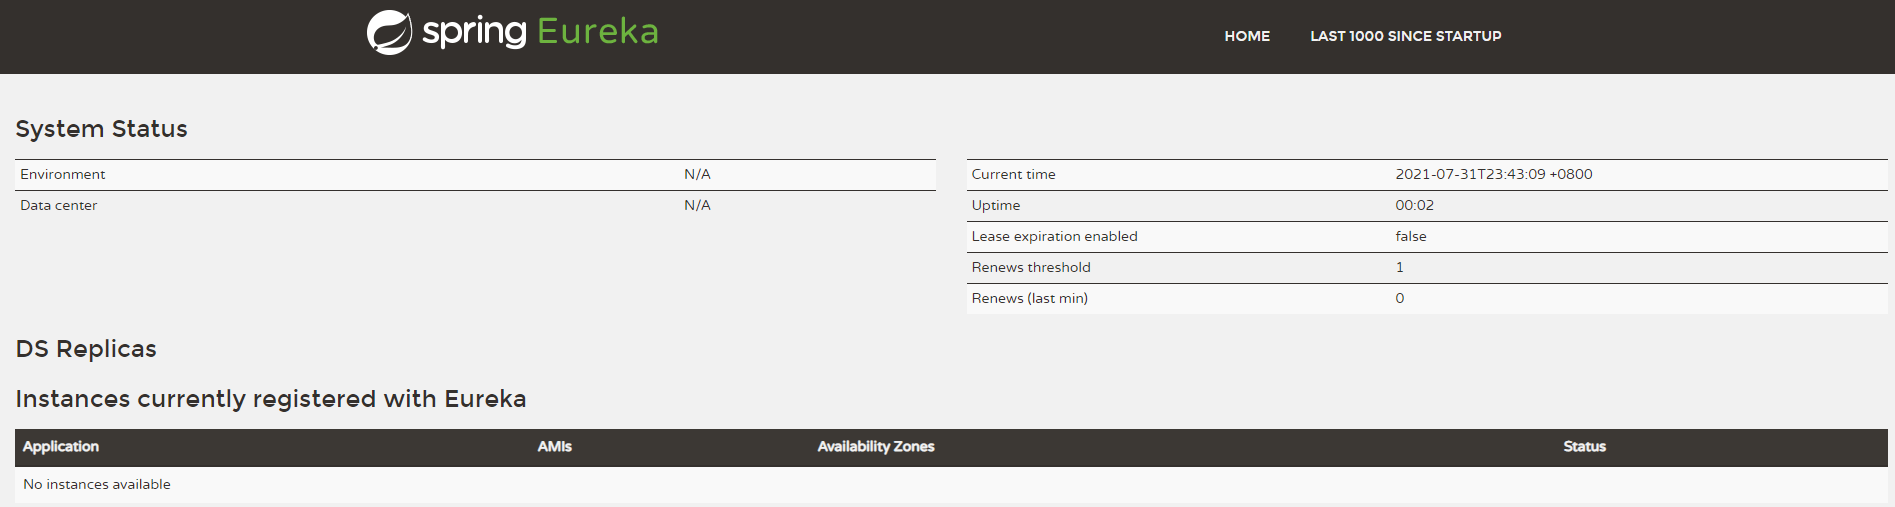 spring Eureka
HOME LAST 1000 SINCE STARTUP
System Status
Environment N/A
Data center N/A
Current time 2021-07-31T23:43:09 +0800
Uptime 00:02
Lease expiration enabled false
Renews threshold 1
Renews (last min) 0
DS Replicas
Instances currently registered with Eureka
Application AMIs Availability Zones Status
No instances available